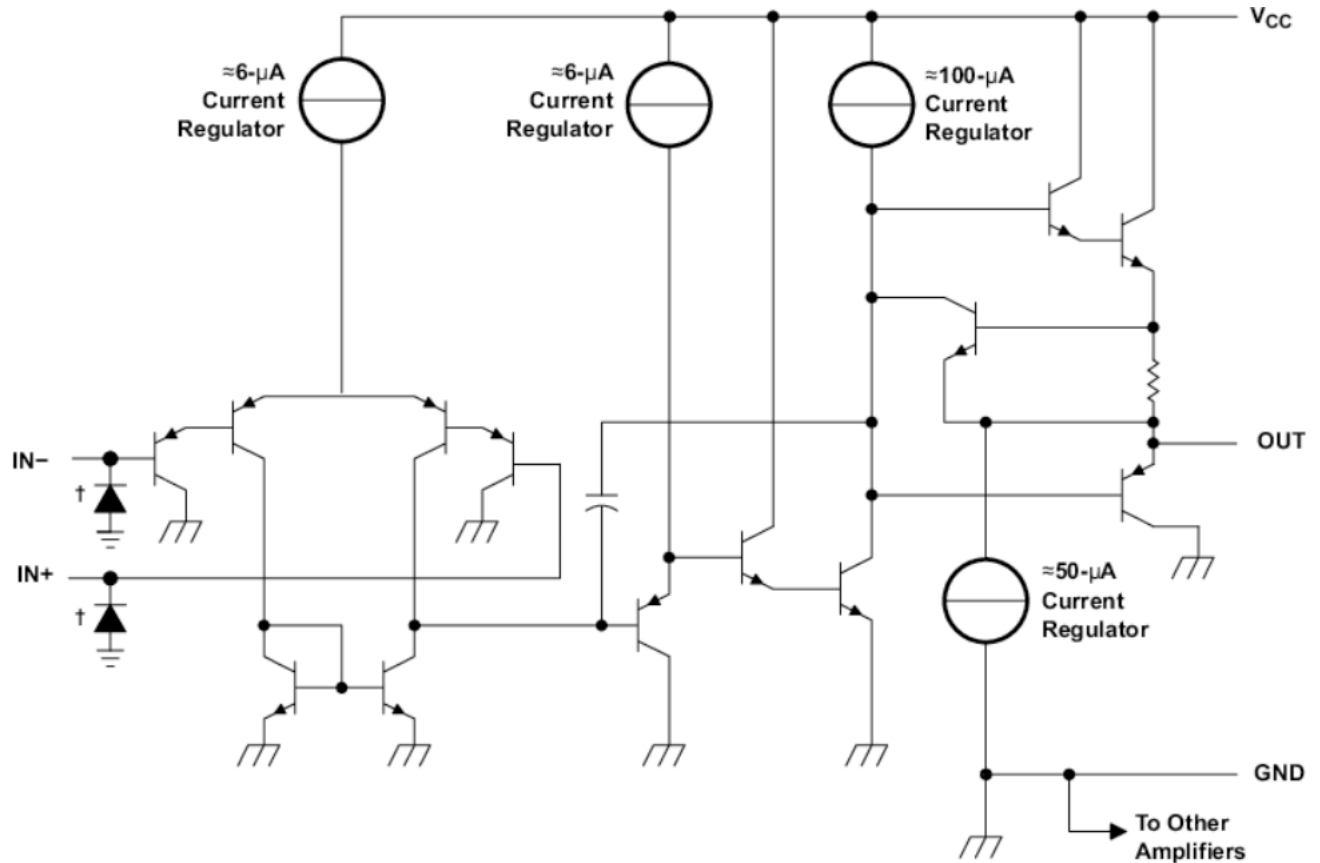 VCC
≈6-µA
Current
Regulator
≈6-µA
Current
Regulator
≈100-µA
Current
Regulator
IN−
†
OUT
IN+
†
≈50-µA
Current
Regulator
GND
To Other
Amplifiers